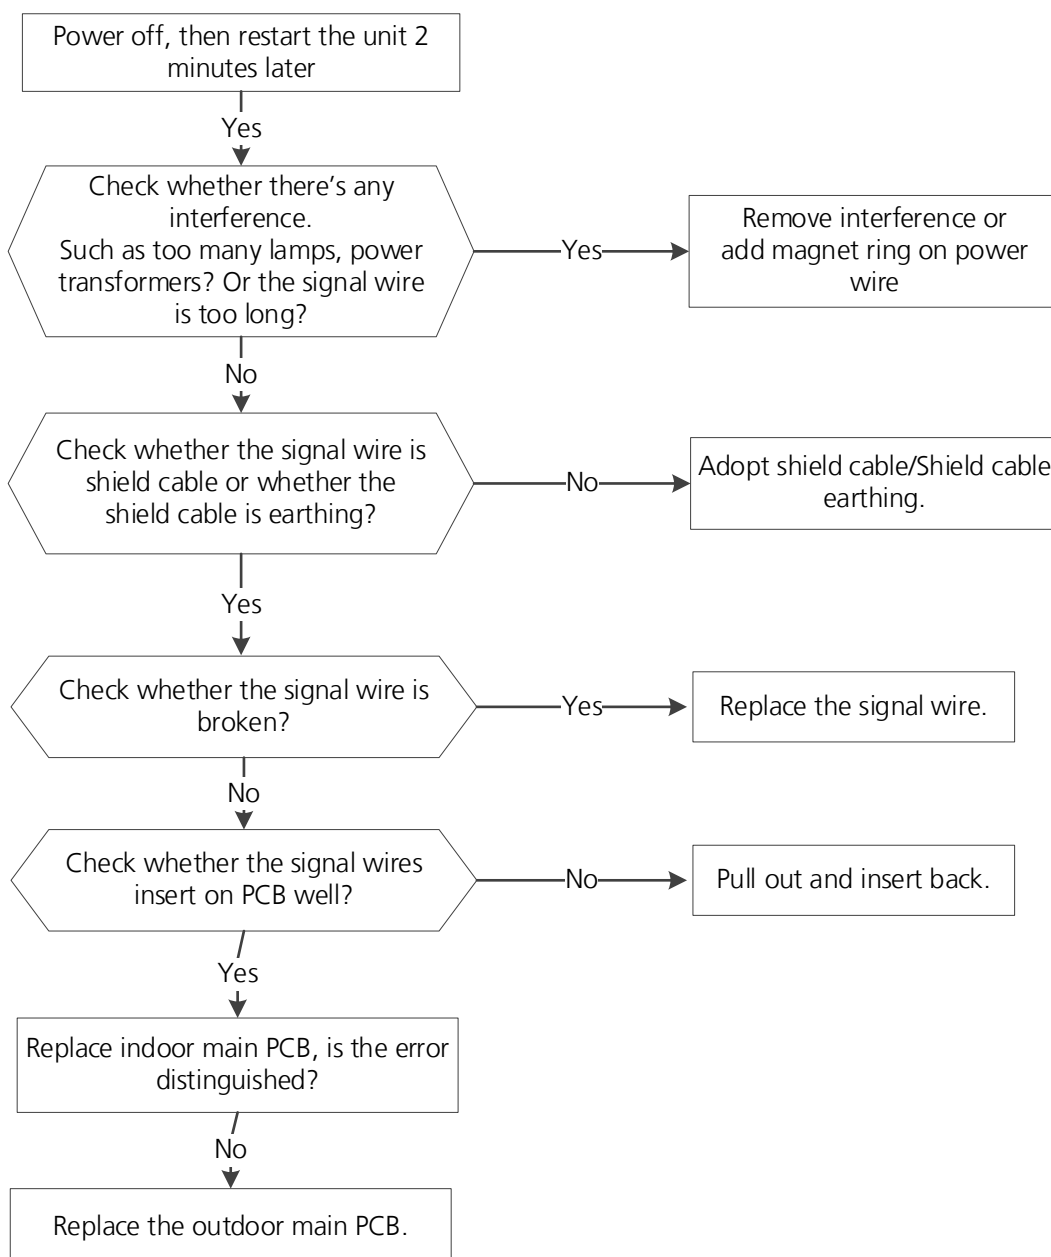 Power off, then restart the unit 2
minutes later
Yes
Check whether there’s any
interference.
Such as too many lamps, power
transformers? Or the signal wire
is too long?
Yes
Remove interference or
add magnet ring on power
wire
No
Check whether the signal wire is
shield cable or whether the
shield cable is earthing?
No
Adopt shield cable/Shield cable
earthing.
Yes
Check whether the signal wire is
broken?
Yes
Replace the signal wire.
No
Check whether the signal wires
insert on PCB well?
No
Pull out and insert back.
Yes
Replace indoor main PCB, is the error
distinguished?
No
Replace the outdoor main PCB.